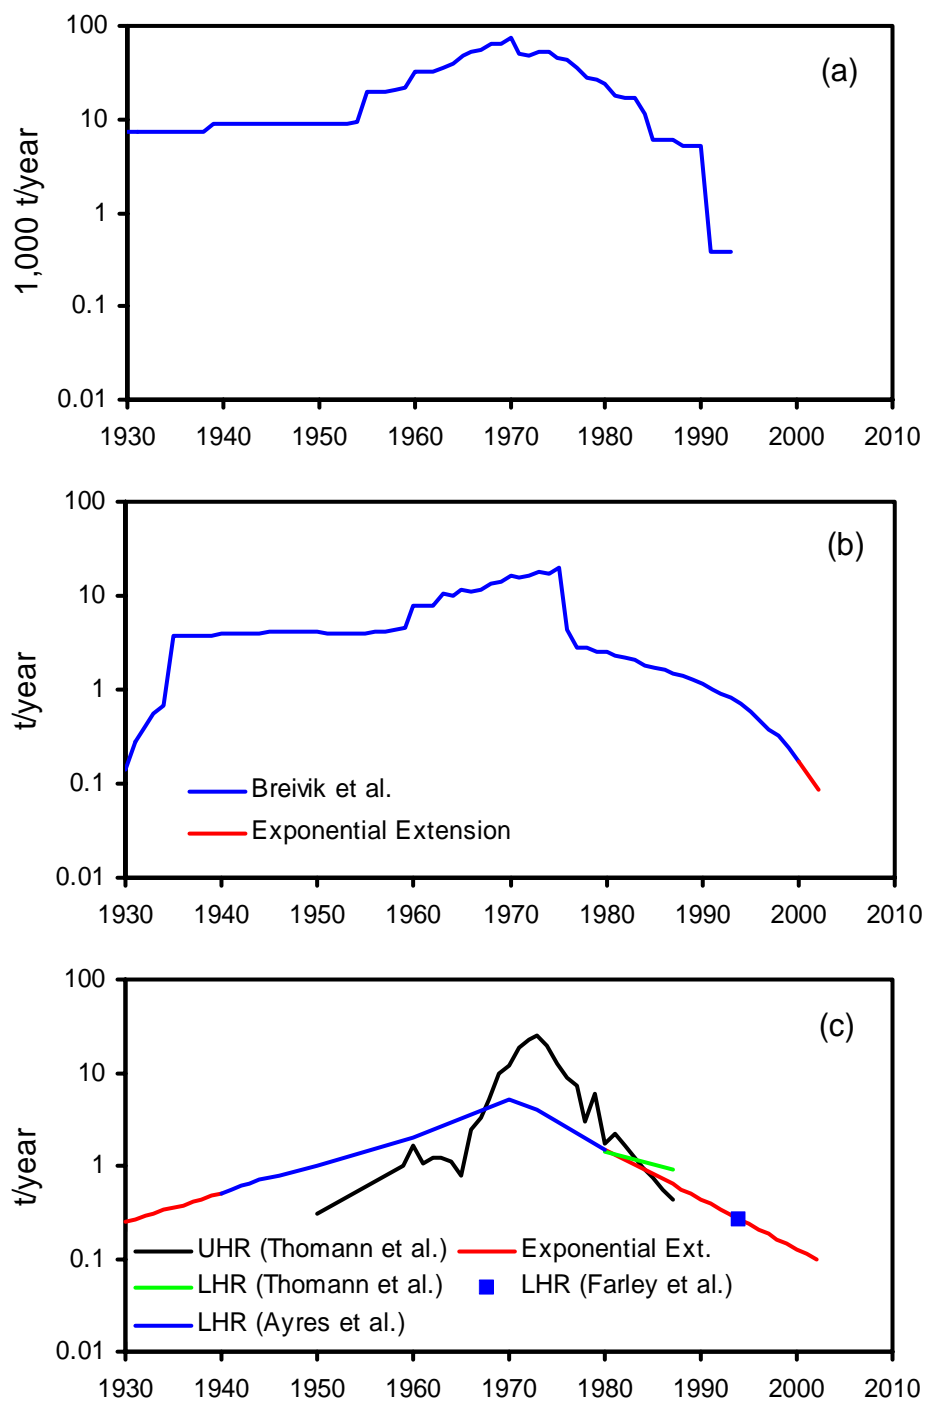 100
(a)
10
1
0.1
0.01
1,000 t/year
1930 1940 1950 1960 1970 1980 1990 2000 2010
100
(b)
10
1
0.1
0.01
t/year
Breivik et al.
Exponential Extension
1930 1940 1950 1960 1970 1980 1990 2000 2010
100
(c)
10
1
0.1
0.01
t/year
UHR (Thomann et al.) Exponential Ext.
LHR (Thomann et al.) LHR (Farley et al.)
LHR (Ayres et al.)
1930 1940 1950 1960 1970 1980 1990 2000 2010